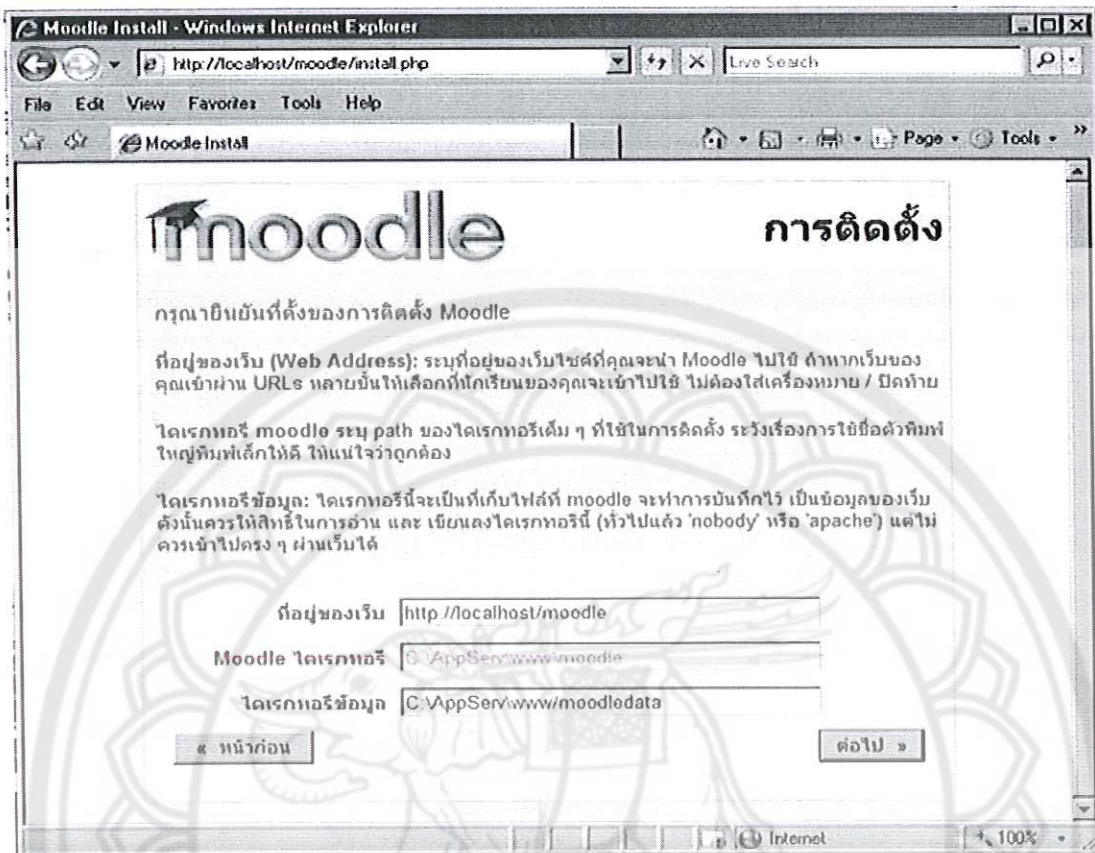 Moodle Install - Windows Internet Explorer
http://localhost/moodle/install.php
Live Search
File Edit View Favorites Tools Help
Moodle Install
Page Tools
moodle
การติดตั้ง
กรุณายืนยันที่ตั้งของการติดตั้ง Moodle
ที่อยู่ของเว็บ (Web Address): ระบุที่อยู่ของเว็บไซต์ที่คุณจะนำ Moodle ไปใช้ ถ้าหากเว็บของ
คุณเข้าผ่าน URLs หลายอันให้เลือกที่นักเรียนของคุณจะเข้าไปใช้ ไม่ต้องใส่เครื่องหมาย / ปิดท้าย
ไดเรกทอรี moodle ระบุ path ของไดเรกทอรีเต็ม ๆ ที่ใช้ในการติดตั้ง ระวังเรื่องการใช้ชื่อตัวพิมพ์
ใหญ่พิมพ์เล็กให้ดี ให้แน่ใจว่าถูกต้อง
ไดเรกทอรีข้อมูล: ไดเรกทอรีนี้จะเป็นที่เก็บไฟล์ที่ moodle จะทำการบันทึกไว้ เป็นข้อมูลของเว็บ
ดังนั้นควรให้สิทธิ์ในการอ่าน และ เขียนลงไดเรกทอรีนี้ (ทั่วไปแล้ว 'nobody' หรือ 'apache') แต่ไม่
ควรเข้าไปตรง ๆ ผ่านเว็บได้
ที่อยู่ของเว็บ http://localhost/moodle
Moodle ไดเรกทอรี C:\AppServ\www\moodle
ไดเรกทอรีข้อมูล C:\AppServ\www/moodledata
« หน้าก่อน
ต่อไป »
Internet
100%